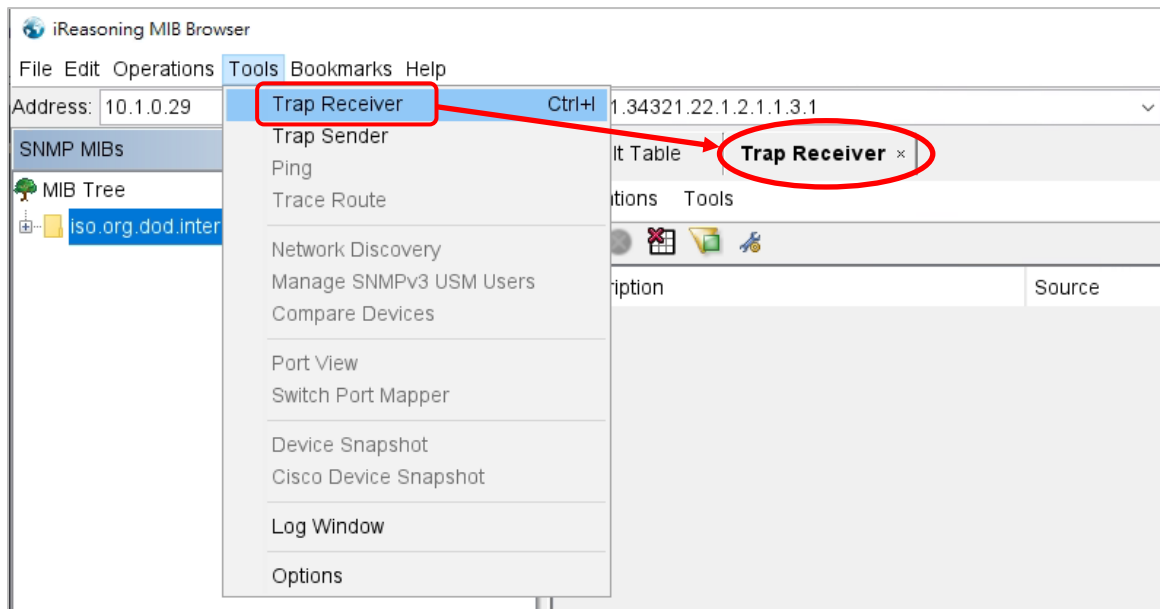 iReasoning MIB Browser
File Edit Operations Tools Bookmarks Help
Address: 10.1.0.29
1.34321.22.1.2.1.1.3.1
Trap Receiver Ctrl+I
Trap Sender
Ping
Trace Route
Network Discovery
Manage SNMPv3 USM Users
Compare Devices
Port View
Switch Port Mapper
Device Snapshot
Cisco Device Snapshot
Log Window
Options
SNMP MIBs
MIB Tree
iso.org.dod.inter
lt Table Trap Receiver ×
tions Tools
ription Source